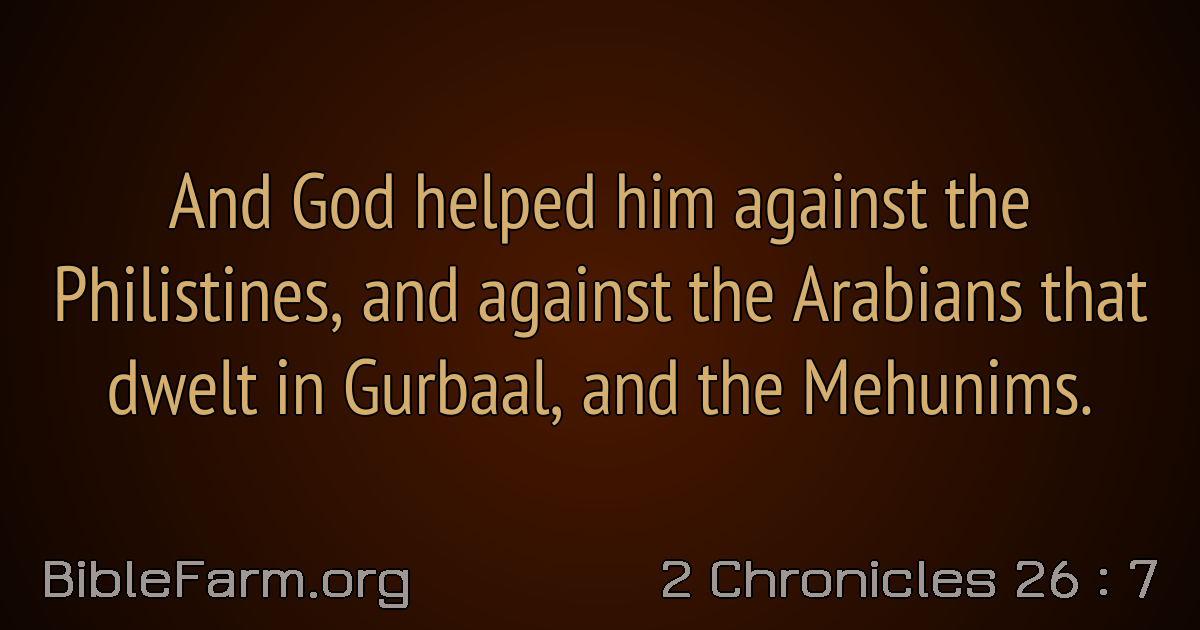 And God helped him against the
Philistines, and against the Arabians that
dwelt in Gurbaal, and the Mehunims.
BibleFarm.org
2 Chronicles 26 : 7